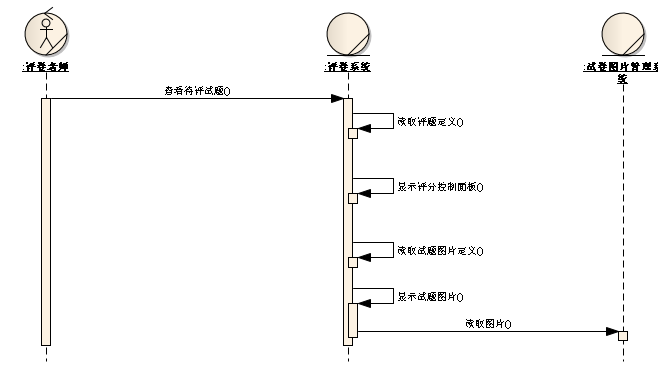 :评卷老师
:评卷系统
:试卷图片管理系
统
查看待评试题()
读取评题定义()
显示评分控制面板()
读取试题图片定义()
显示试题图片()
读取图片()